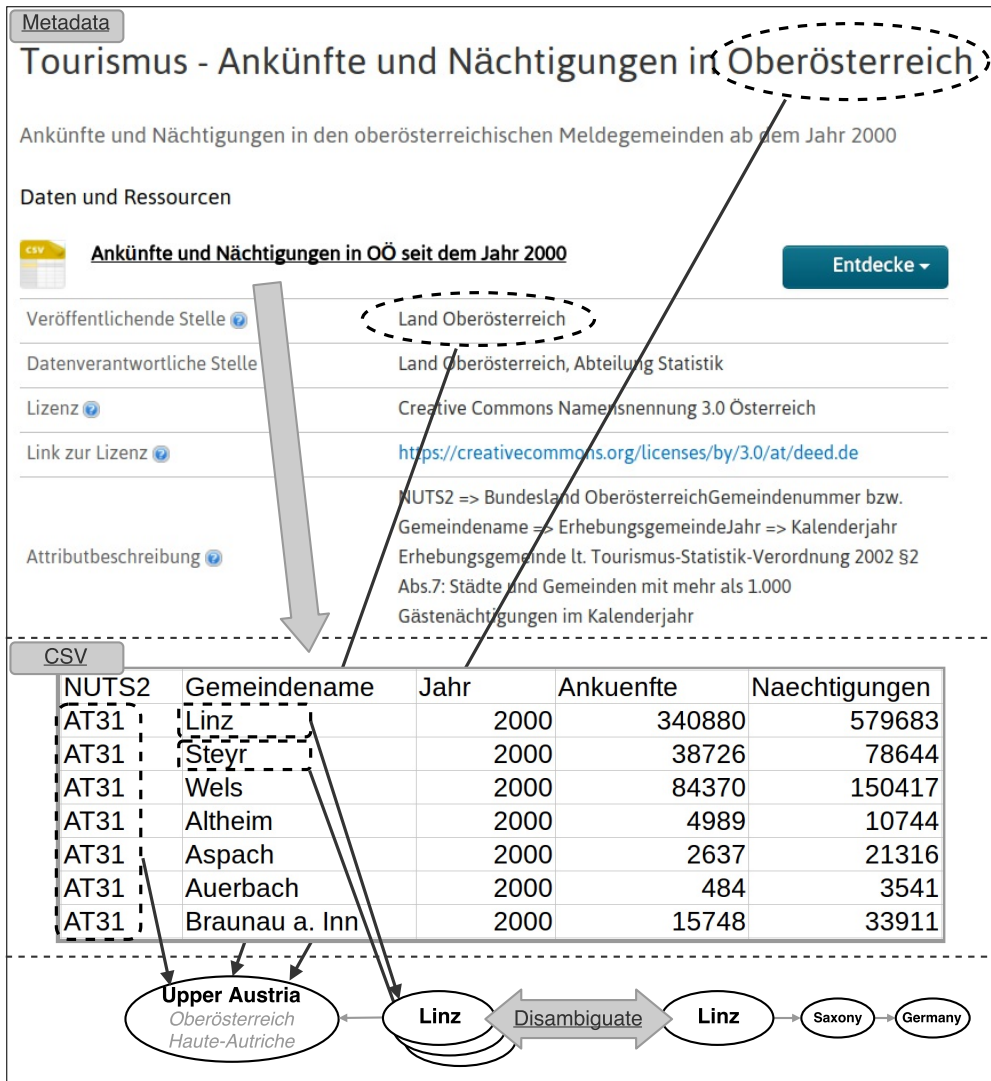 Metadata
Tourismus - Ankünfte und Nächtigungen in Oberösterreich
Ankünfte und Nächtigungen in den oberösterreichischen Meldegemeinden ab dem Jahr 2000
Daten und Ressourcen
CSV
Ankünfte und Nächtigungen in OÖ seit dem Jahr 2000
Entdecke
Veröffentlichende Stelle ? Land Oberösterreich
Datenverantwortliche Stelle Land Oberösterreich, Abteilung Statistik
Lizenz ? Creative Commons Namensnennung 3.0 Österreich
Link zur Lizenz ? https://creativecommons.org/licenses/by/3.0/at/deed.de
NUTS2 => Bundesland OberösterreichGemeindenummer bzw.
Gemeindename => ErhebungsgemeindeJahr => Kalenderjahr
Attributbeschreibung ? Erhebungsgemeinde lt. Tourismus-Statistik-Verordnung 2002 §2
Abs.7: Städte und Gemeinden mit mehr als 1.000
Gästenächtigungen im Kalenderjahr
CSV
NUTS2 Gemeindename Jahr Ankuenfte Naechtigungen
AT31 Linz 2000 340880 579683
AT31 Steyr 2000 38726 78644
AT31 Wels 2000 84370 150417
AT31 Altheim 2000 4989 10744
AT31 Aspach 2000 2637 21316
AT31 Auerbach 2000 484 3541
AT31 Braunau a. Inn 2000 15748 33911
Upper Austria
Oberösterreich
Haute-Autriche
Linz
Disambiguate
Linz
Saxony
Germany